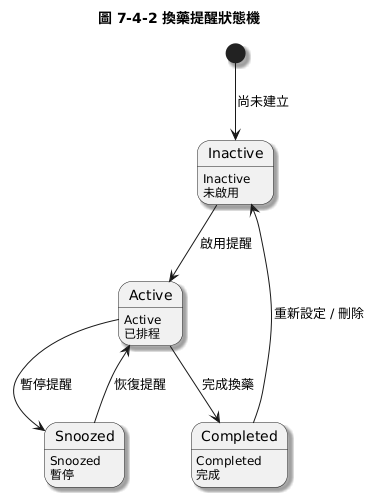 圖 7-4-2 換藥提醒狀態機
尚未建立
Inactive
Inactive
未啟用
啟用提醒
重新設定 / 刪除
Active
Active
已排程
暫停提醒
恢復提醒
完成換藥
Snoozed
Snoozed
暫停
Completed
Completed
完成